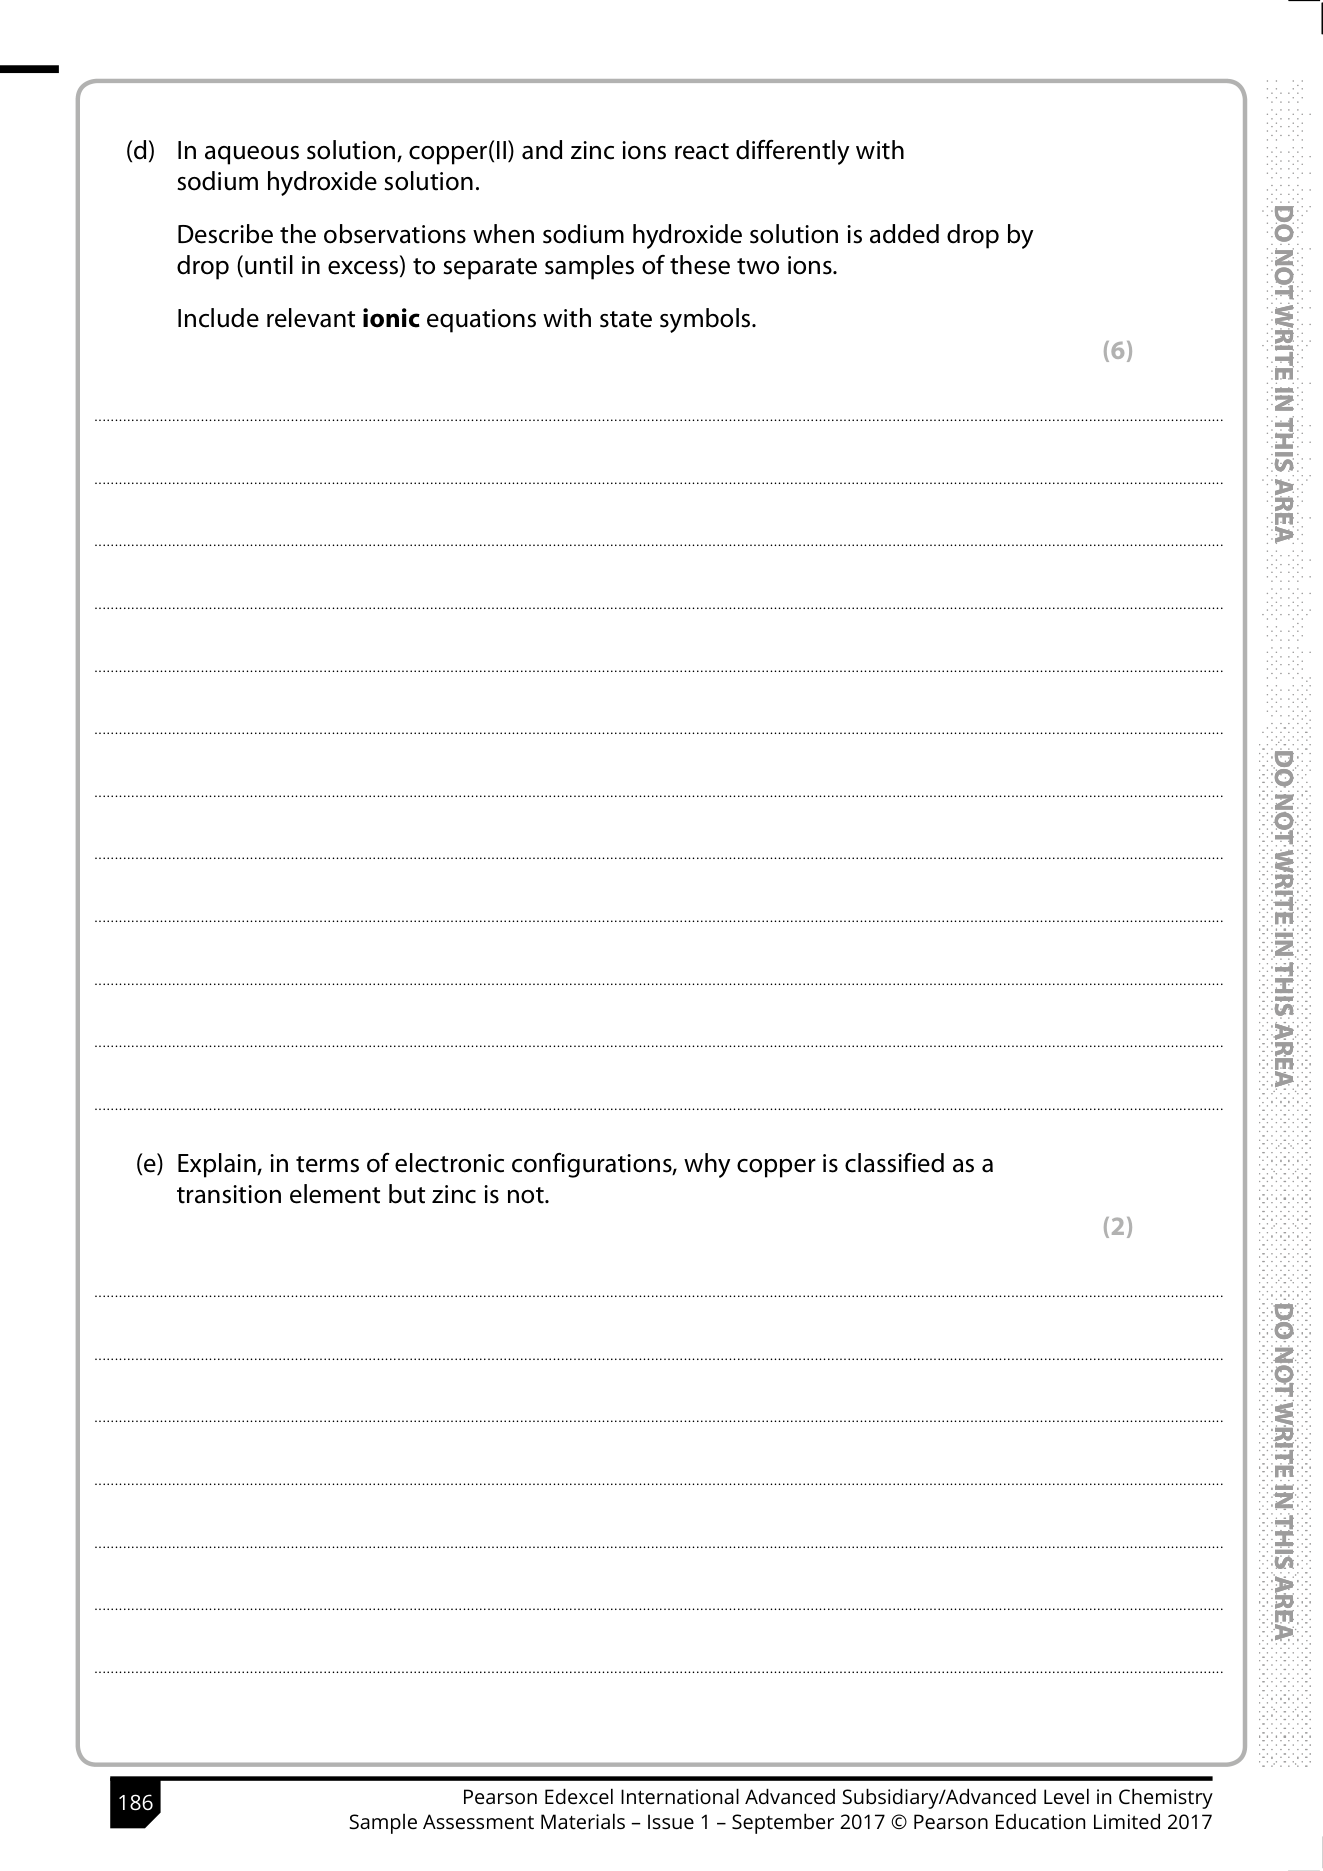 (d) In aqueous solution, copper(II) and zinc ions react differently with
sodium hydroxide solution.
Describe the observations when sodium hydroxide solution is added drop by
drop (until in excess) to separate samples of these two ions.
Include relevant ionic equations with state symbols.
(6)
(e) Explain, in terms of electronic configurations, why copper is classified as a
transition element but zinc is not.
(2)
186
Pearson Edexcel International Advanced Subsidiary/Advanced Level in Chemistry
Sample Assessment Materials – Issue 1 – September 2017 © Pearson Education Limited 2017
DO NOT WRITE IN THIS AREA
DO NOT WRITE IN THIS AREA
DO NOT WRITE IN THIS AREA